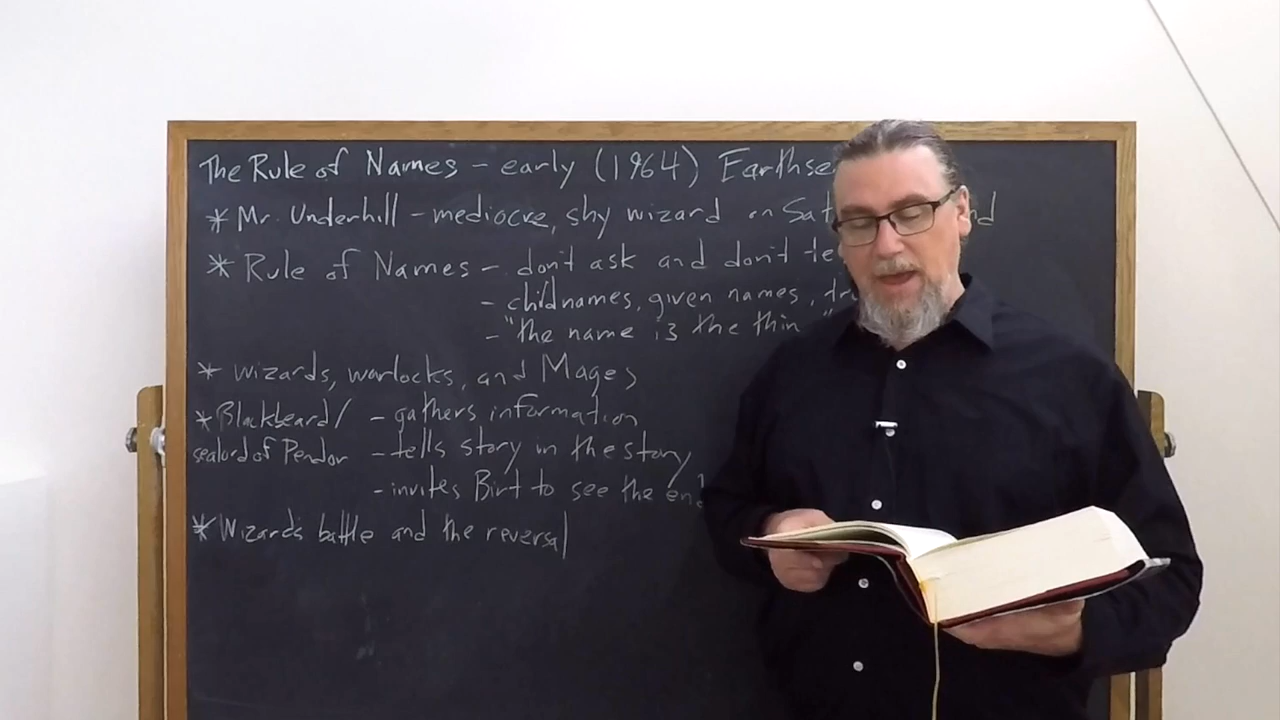 The Rule of Names - early (1964) Earthse
* Mr. Underhill - mediocre, shy wizard on Sat nd
* Rule of Names - don't ask and don't te
- childnames, given names, tr
- "the name is the thin "
* wizards, warlocks, and Mages
* Blackbeard/ - gathers information
sealord of Pendor - tells story in the story
- invites Birt to see the en
* Wizards battle and the reversal